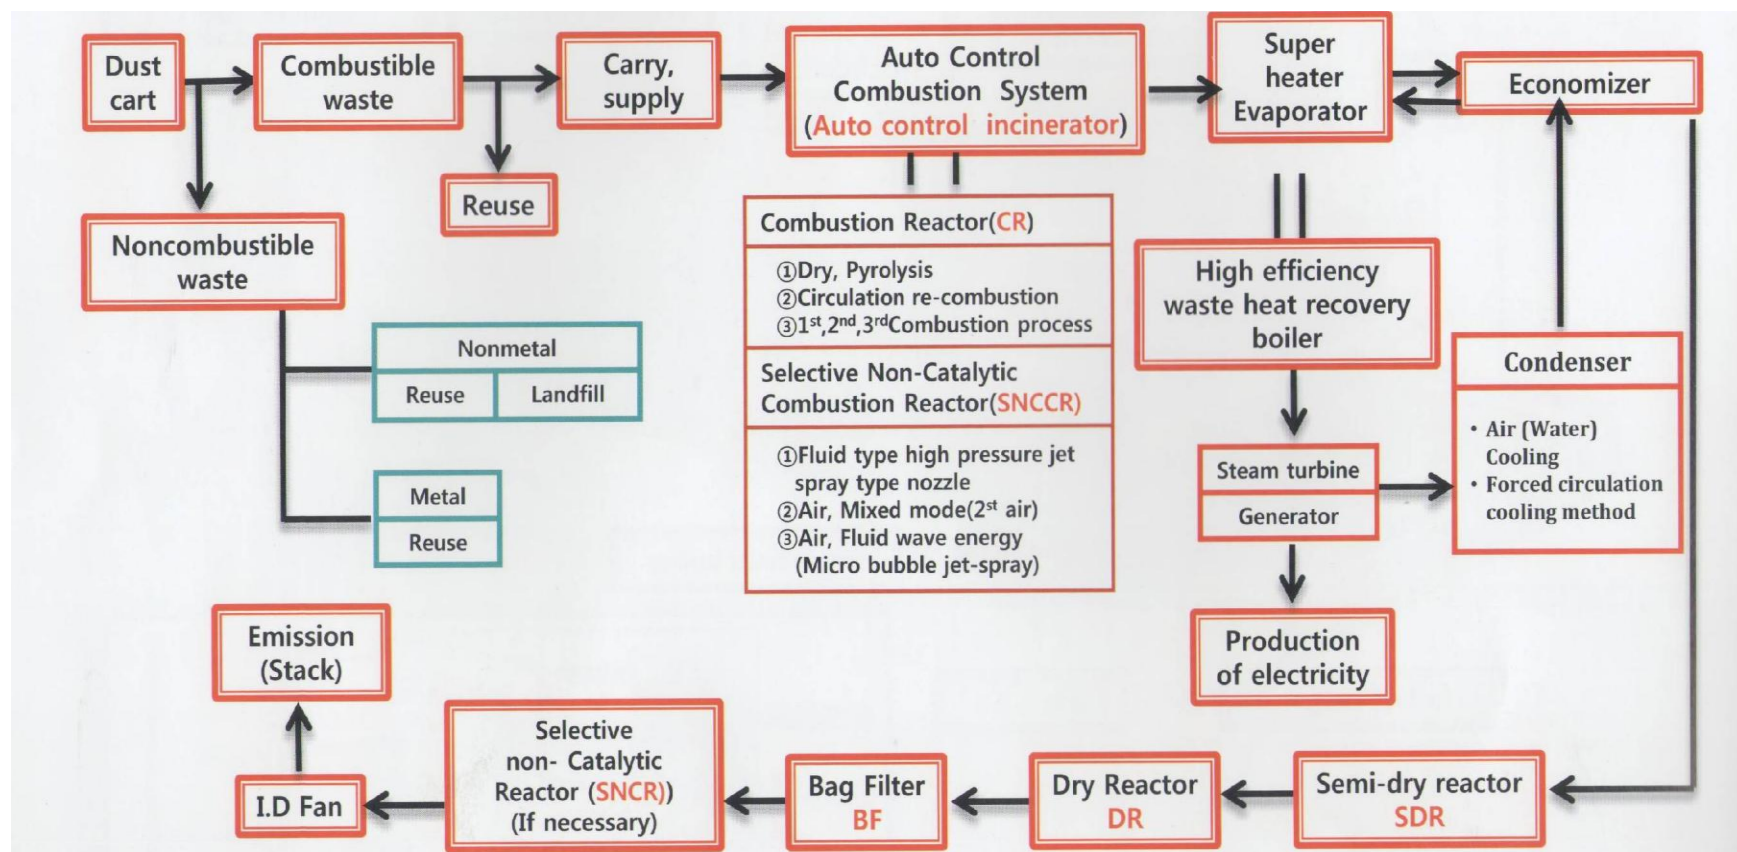 Dust
cart
Combustible
waste
Carry,
supply
Auto Control
Combustion System
(Auto control incinerator)
Super
heater
Evaporator
Economizer
Reuse
Noncombustible
waste
Nonmetal
Reuse
Landfill
Metal
Reuse
Combustion Reactor(CR)
①Dry, Pyrolysis
②Circulation re-combustion
③1st,2nd,3rdCombustion process
Selective Non-Catalytic
Combustion Reactor(SNCCR)
①Fluid type high pressure jet
spray type nozzle
②Air, Mixed mode(2st air)
③Air, Fluid wave energy
(Micro bubble jet-spray)
High efficiency
waste heat recovery
boiler
Steam turbine
Generator
Condenser
• Air (Water)
Cooling
• Forced circulation
cooling method
Production
of electricity
Emission
(Stack)
I.D Fan
Selective
non- Catalytic
Reactor (SNCR))
(If necessary)
Bag Filter
BF
Dry Reactor
DR
Semi-dry reactor
SDR